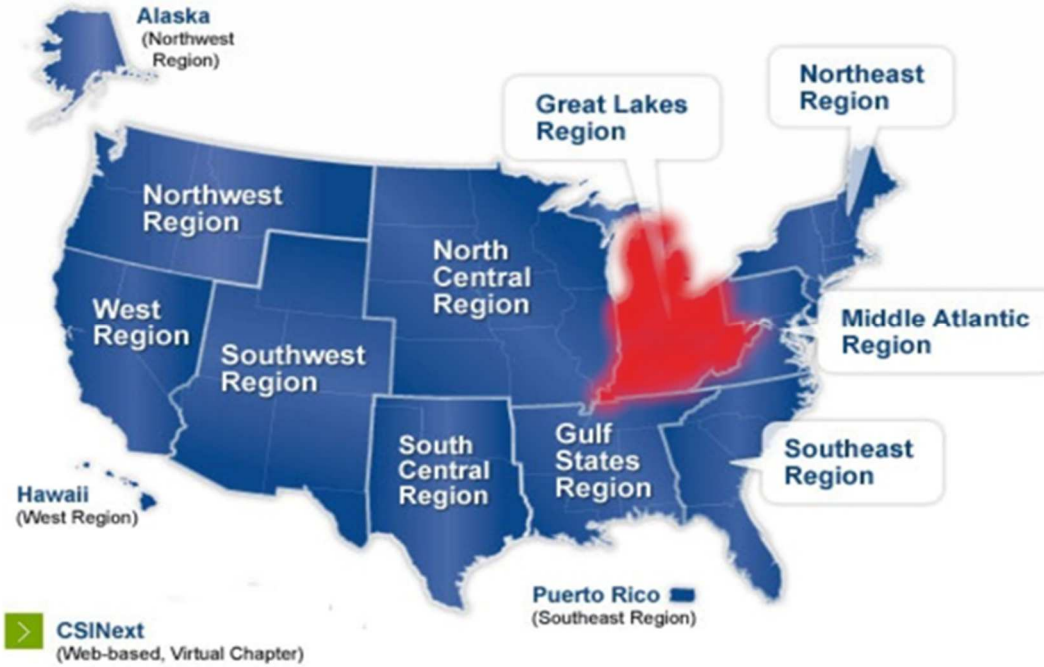 Alaska
(Northwest
Region)
Northeast
Region
Great Lakes
Region
Northwest
Region
North
Central
Region
West
Region
Middle Atlantic
Region
Southwest
Region
Gulf
States
Region
South
Central
Region
Southeast
Region
Hawaii
(West Region)
Puerto Rico
(Southeast Region)
CSINext
(Web-based, Virtual Chapter)